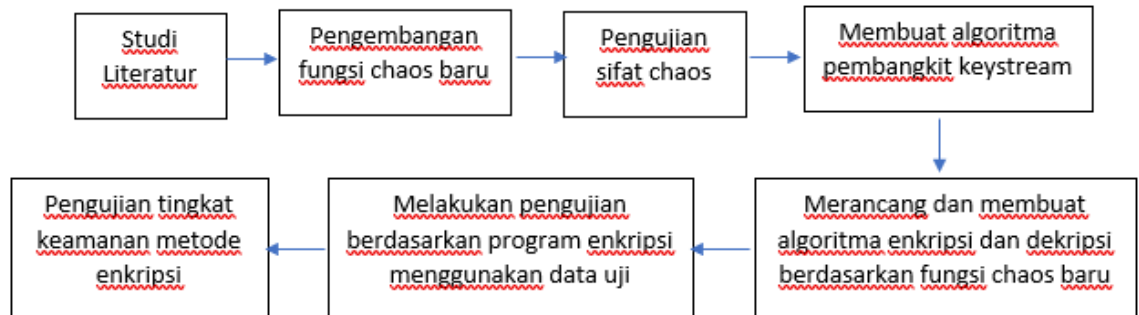 Studi
Literatur
Pengembangan
fungsi chaos baru
Pengujian
sifat chaos
Membuat algoritma
pembangkit keystream
Merancang dan membuat
algoritma enkripsi dan dekripsi
berdasarkan fungsi chaos baru
Melakukan pengujian
berdasarkan program enkripsi
menggunakan data uji
Pengujian tingkat
keamanan metode
enkripsi